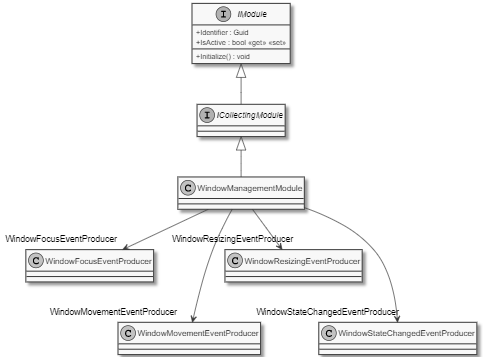 I IModule
+Identifier : Guid
+IsActive : bool «get» «set»
+Initialize() : void
I ICollectingModule
C WindowManagementModule
WindowFocusEventProducer
WindowResizingEventProducer
C WindowFocusEventProducer
C WindowResizingEventProducer
WindowMovementEventProducer
WindowStateChangedEventProducer
C WindowMovementEventProducer
C WindowStateChangedEventProducer